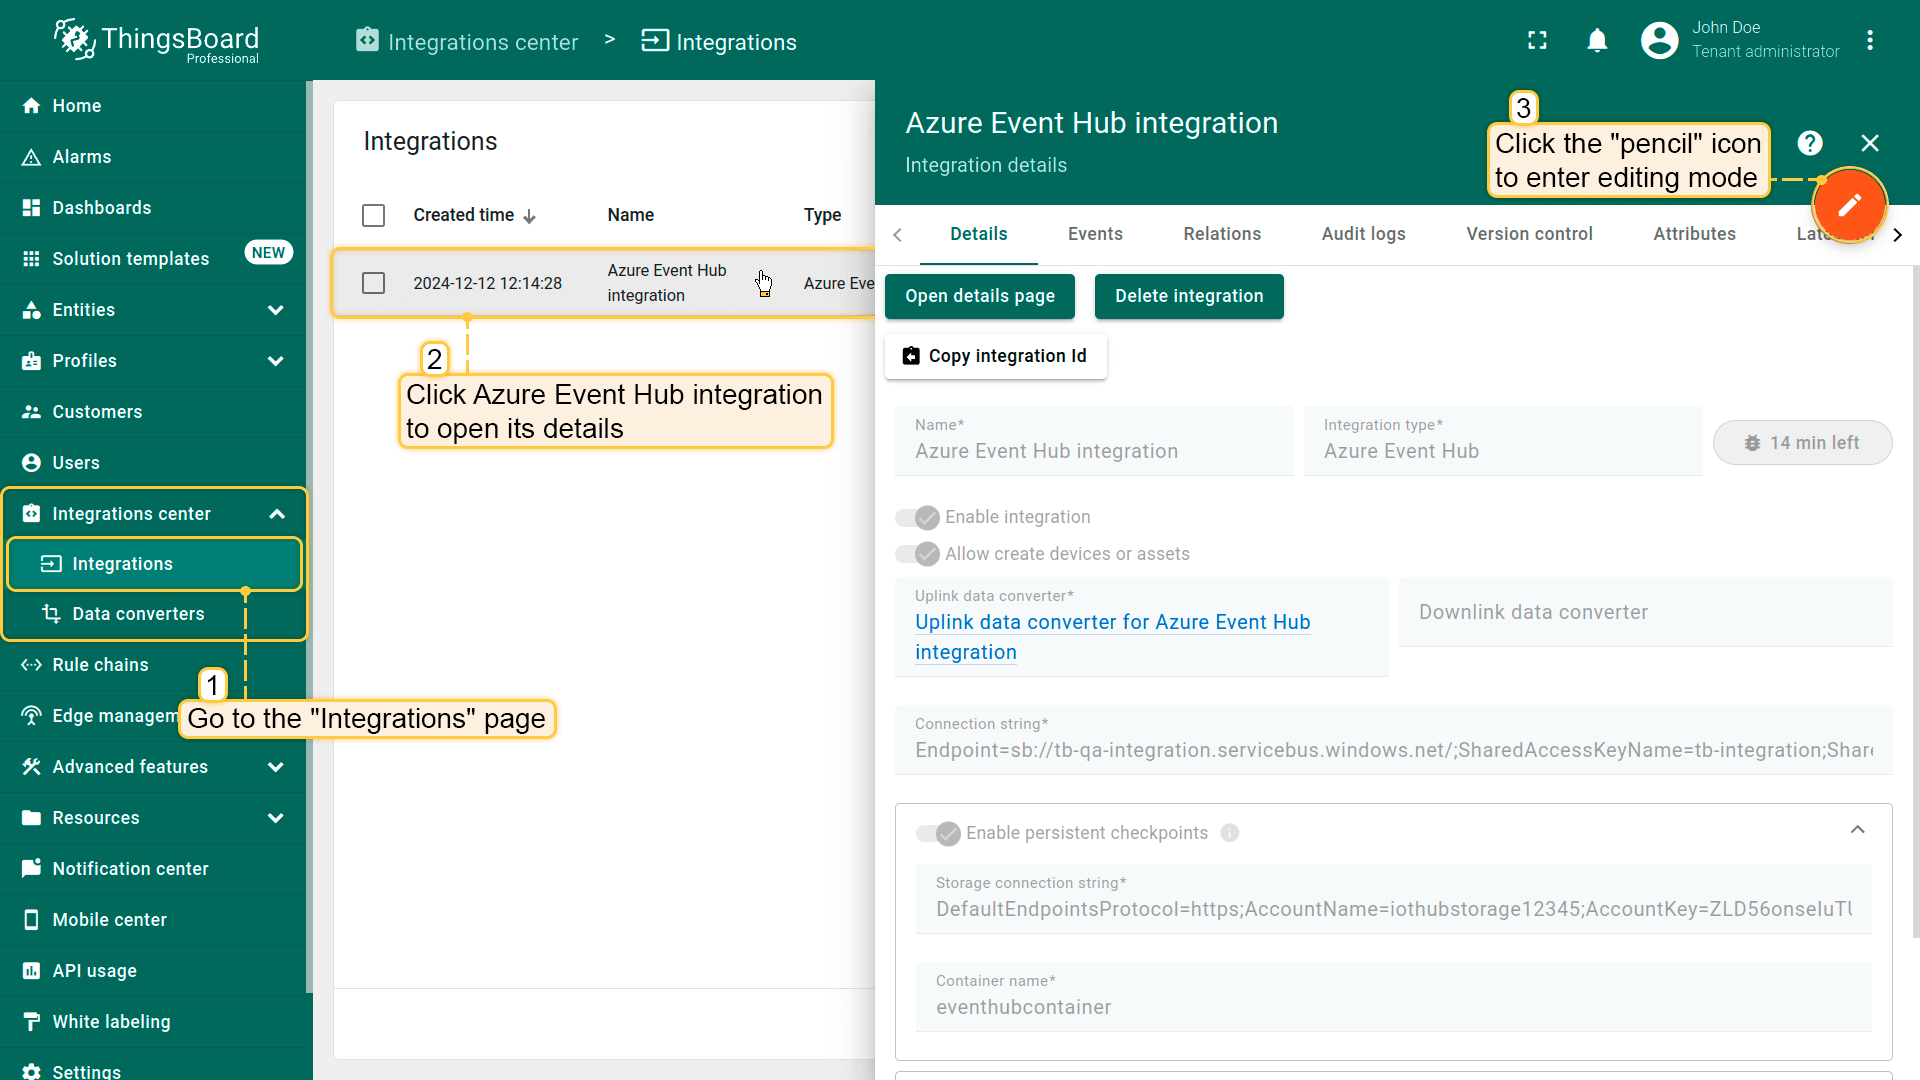 ThingsBoard
Professional
Integrations center > Integrations
John Doe
Tenant administrator
Home
Alarms
Dashboards
Solution templates NEW
Entities
Profiles
Customers
Users
Integrations center
Integrations
Data converters
Rule chains
Edge managem
Advanced features
Resources
Notification center
Mobile center
API usage
White labeling
Settings
1
Go to the "Integrations" page
Integrations
Created time Name Type
2024-12-12 12:14:28
Azure Event Hub
integration
Azure Eve
2
Click Azure Event Hub integration
to open its details
Azure Event Hub integration
Integration details
3
Click the "pencil" icon
to enter editing mode
?
Details Events Relations Audit logs Version control Attributes
Open details page Delete integration
Copy integration Id
Name*
Azure Event Hub integration
Integration type*
Azure Event Hub
14 min left
Enable integration
Allow create devices or assets
Uplink data converter*
Uplink data converter for Azure Event Hub
integration
Downlink data converter
Connection string*
Endpoint=sb://tb-qa-integration.servicebus.windows.net/;SharedAccessKeyName=tb-integration;Share
Enable persistent checkpoints
Storage connection string*
DefaultEndpointsProtocol=https;AccountName=iothubstorage12345;AccountKey=ZLD56onseIuTU
Container name*
eventhubcontainer